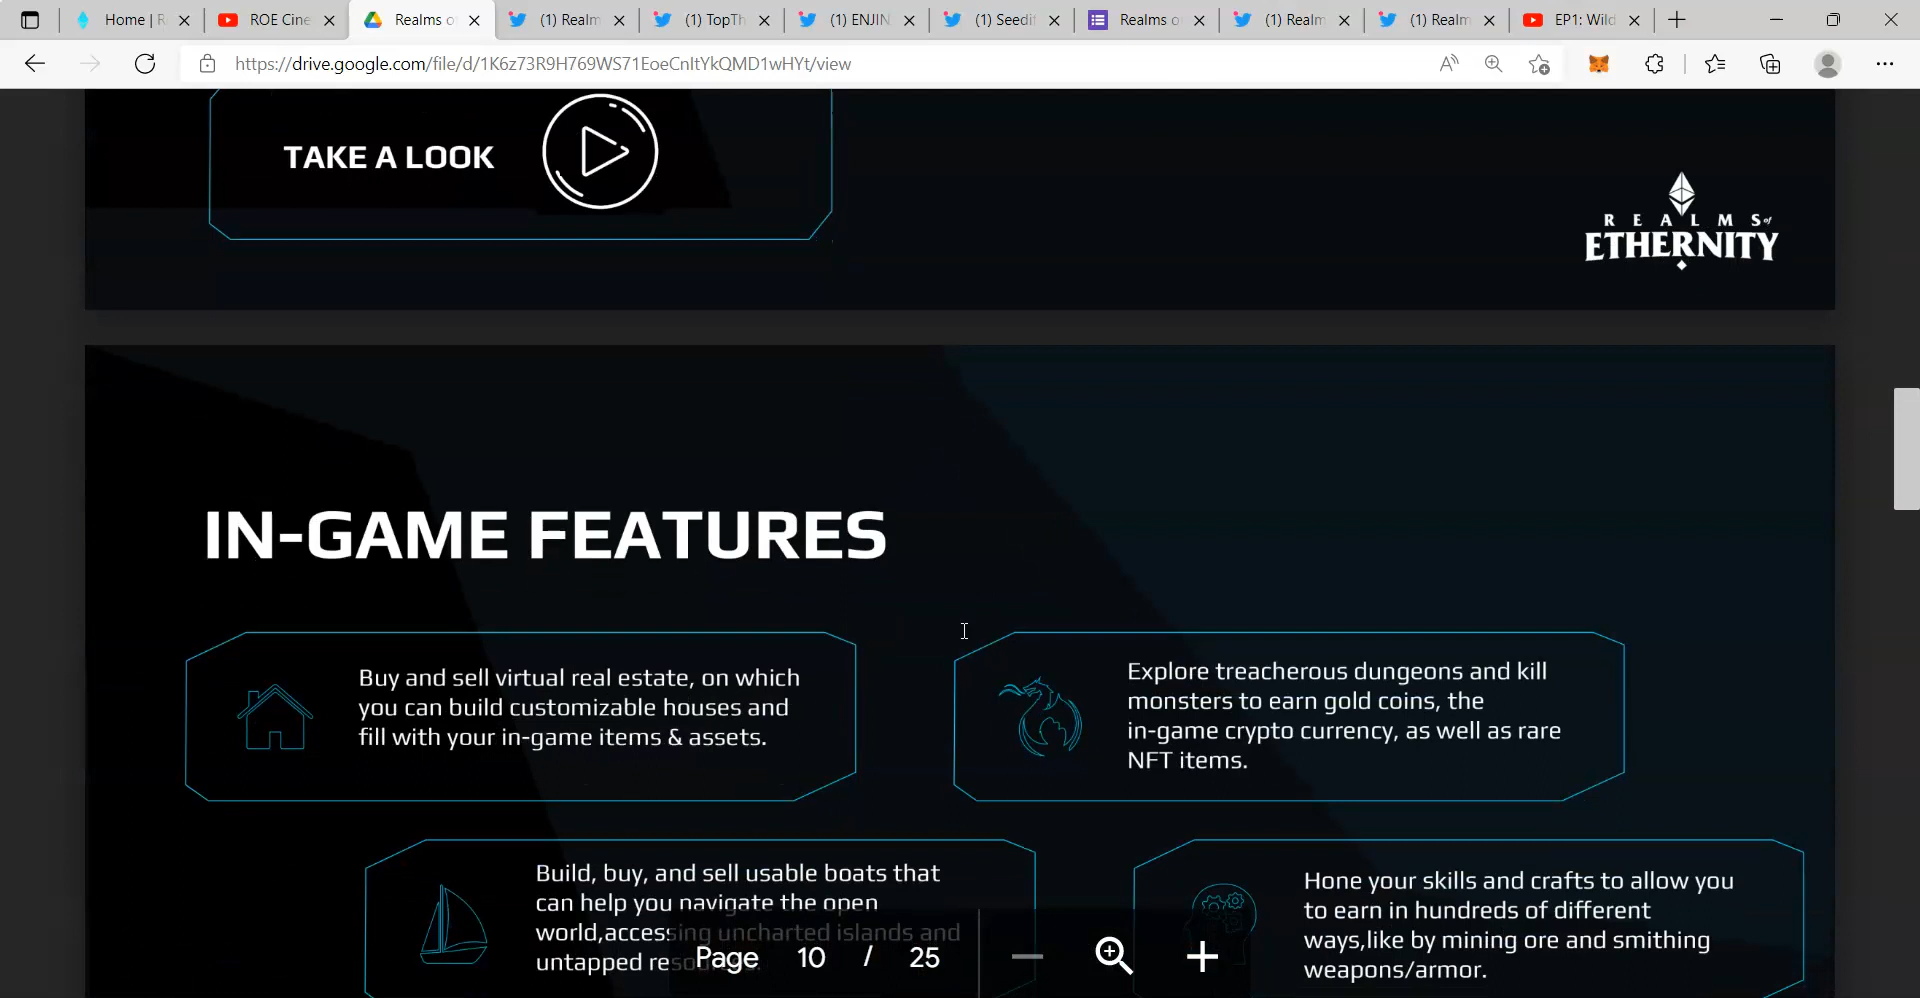 Home | R
ROE Cine
Realms o
(1) Realm
(1) TopTh
(1) ENJIN
(1) Seedif
Realms o
(1) Realm
(1) Realm
EP1: Wild
https://drive.google.com/file/d/1K6z73R9H769WS71EoeCnItYkQMD1wHYt/view
TAKE A LOOK
REALMS of
ETHERNITY
IN-GAME FEATURES
Buy and sell virtual real estate, on which
you can build customizable houses and
fill with your in-game items & assets.
Explore treacherous dungeons and kill
monsters to earn gold coins, the
in-game crypto currency, as well as rare
NFT items.
Build, buy, and sell usable boats that
can help you navigate the open
world,accessing uncharted islands and
untapped
Hone your skills and crafts to allow you
to earn in hundreds of different
ways,like by mining ore and smithing
weapons/armor.
Page 10 / 25